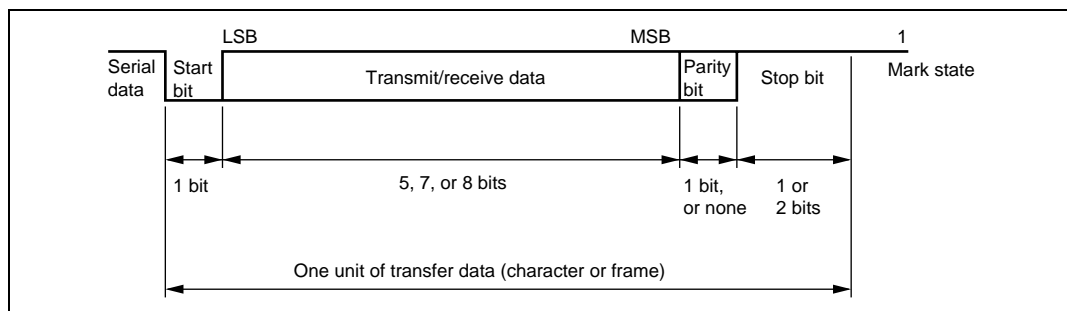 LSB MSB 1
Serial data
Start bit
Transmit/receive data
Parity bit
Stop bit
Mark state
1 bit
5, 7, or 8 bits
1 bit, or none
1 or 2 bits
One unit of transfer data (character or frame)